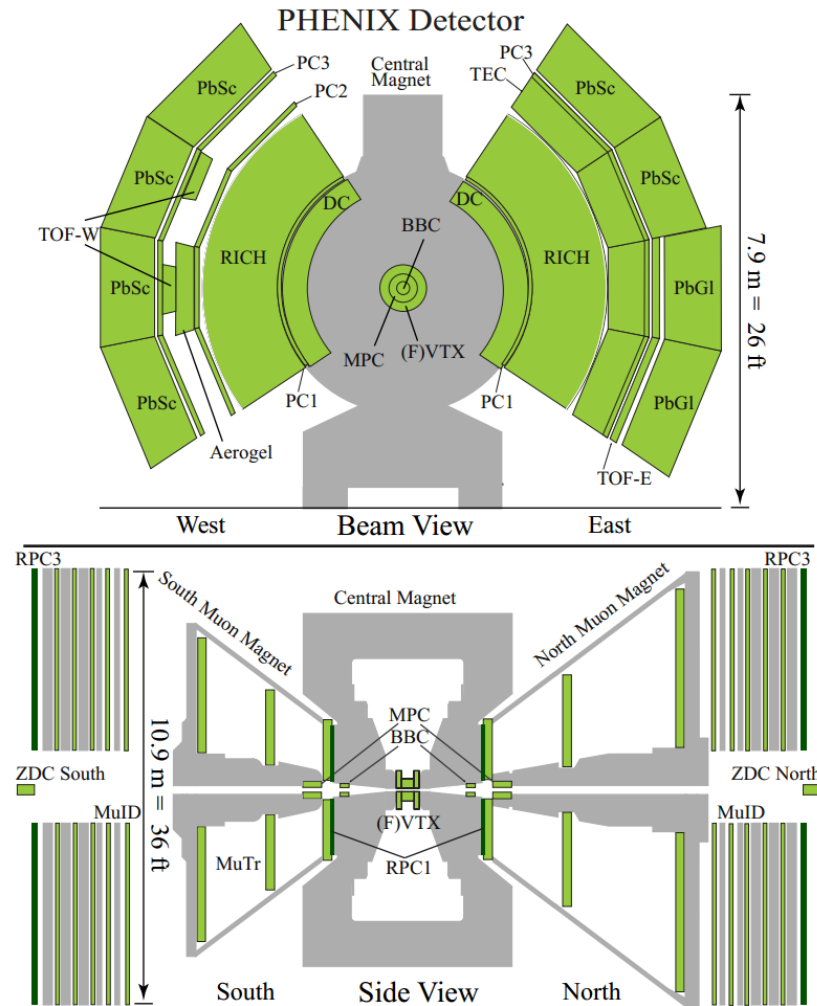 PHENIX Detector
Central
Magnet
PC3
PC2
PbSc
PbSc
PbSc
PbSc
TOF-W
RICH
DC
BBC
MPC
(F)VTX
PC1
Aerogel
PC3
TEC
PbSc
PbSc
DC
RICH
PbGl
PbGl
PC1
TOF-E
7.9 m = 26 ft
West
Beam View
East
RPC3
South Muon Magnet
Central Magnet
North Muon Magnet
RPC3
10.9 m = 36 ft
MPC
BBC
ZDC South
ZDC North
MuID
(F)VTX
MuID
MuTr
RPC1
South
Side View
North